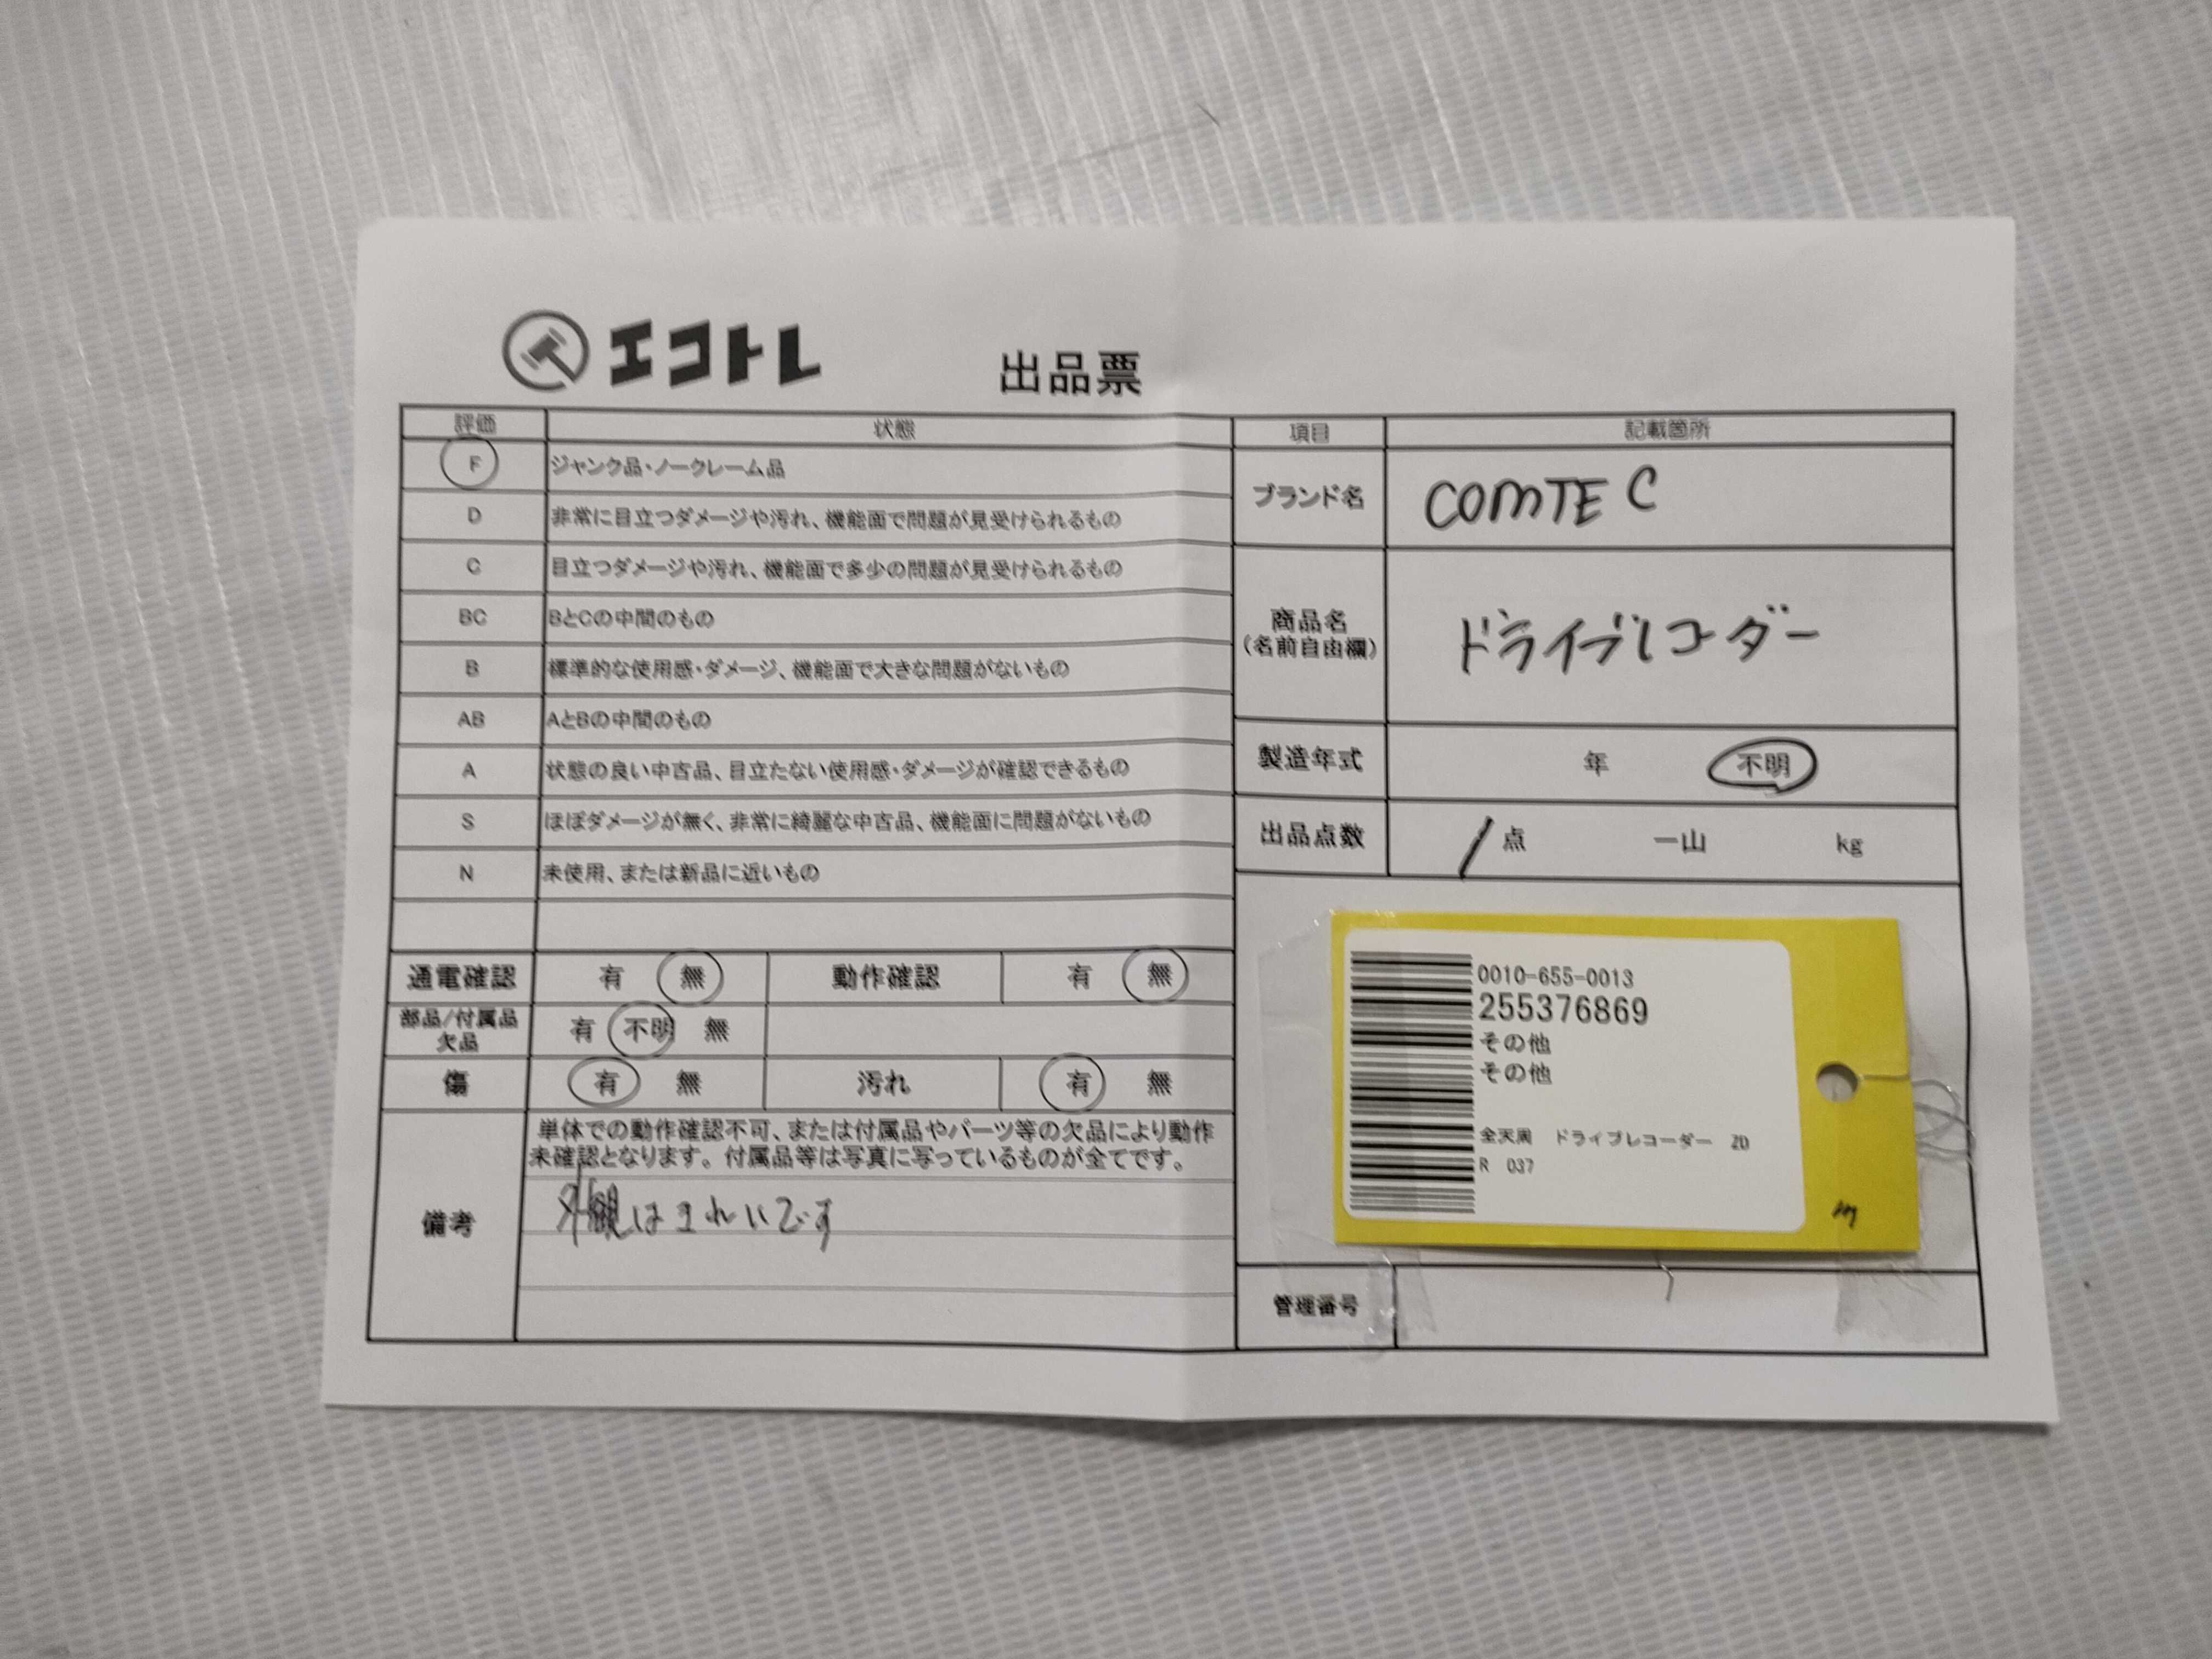 エコトレ
出品票
評価 状態
F ジャンク品・ノークレーム品
D 非常に目立つダメージや汚れ、機能面で問題が見受けられるもの
C 目立つダメージや汚れ、機能面で多少の問題が見受けられるもの
BC BとCの中間のもの
B 標準的な使用感・ダメージ、機能面で大きな問題がないもの
AB AとBの中間のもの
A 状態の良い中古品、目立たない使用感・ダメージが確認できるもの
S ほぼダメージが無く、非常に綺麗な中古品、機能面に問題がないもの
N 未使用、または新品に近いもの
通電確認 有 無 動作確認 有 無
部品/付属品
欠品
有 不明 無
傷 有 無 汚れ 有 無
備考
単体での動作確認不可、または付属品やパーツ等の欠品により動作
未確認となります。付属品等は写真に写っているものが全てです。
外観はきれいです
項目 記載箇所
ブランド名 COMTEC
商品名
(名前自由欄)
ドライブレコーダー
製造年式 年 不明
出品点数 1点 一山 kg
0010-655-0013
255376869
その他
その他
全天周 ドライブレコーダー ZD
R 037
管理番号